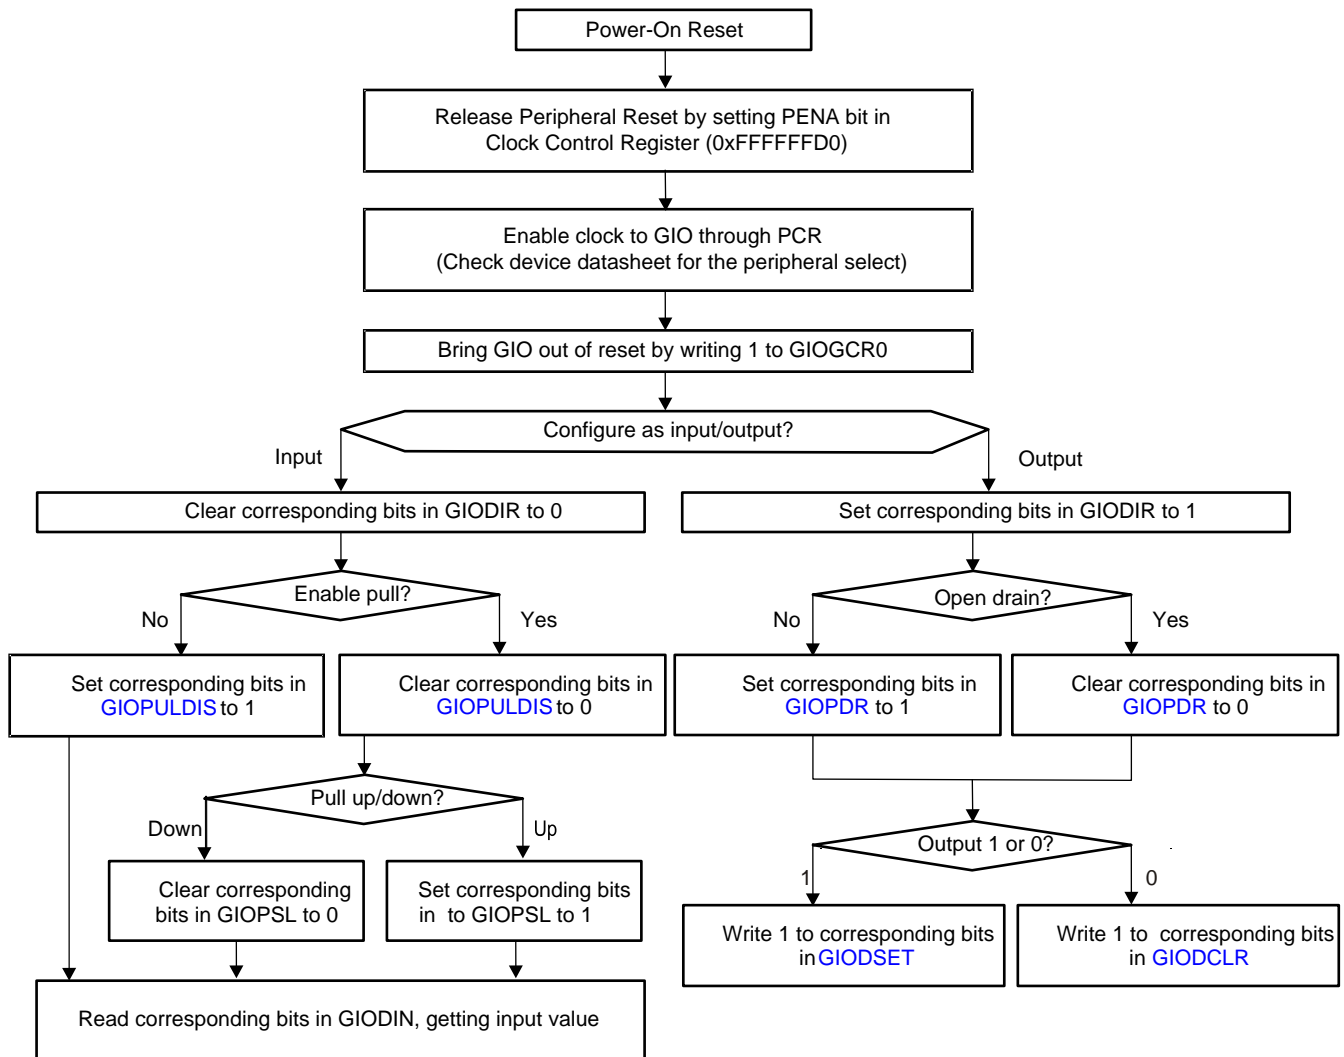 Power-On Reset
Release Peripheral Reset by setting PENA bit in
Clock Control Register (0xFFFFFFD0)
Enable clock to GIO through PCR
(Check device datasheet for the peripheral select)
Bring GIO out of reset by writing 1 to GIOGCR0
Configure as input/output?
Input
Output
Clear corresponding bits in GIODIR to 0
Set corresponding bits in GIODIR to 1
Enable pull?
Open drain?
No
Yes
No
Yes
Set corresponding bits in
GIOPULDIS to 1
Clear corresponding bits in
GIOPULDIS to 0
Set corresponding bits in
GIOPDR to 1
Clear corresponding bits in
GIOPDR to 0
Pull up/down?
Down
Up
Output 1 or 0?
1
0
Clear corresponding
bits in GIOPSL to 0
Set corresponding bits
in to GIOPSL to 1
Write 1 to corresponding bits
in GIODSET
Write 1 to corresponding bits
in GIODCLR
Read corresponding bits in GIODIN, getting input value